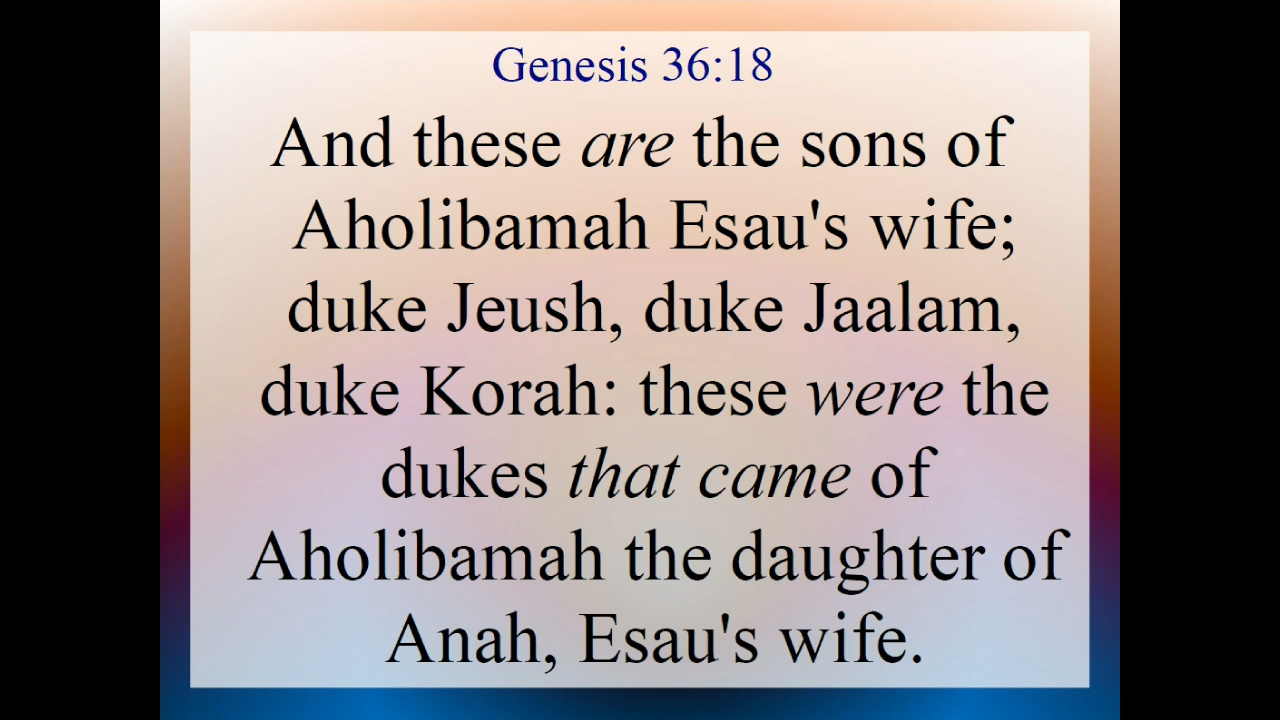 Genesis 36:18
And these are the sons of
Aholibamah Esau's wife;
duke Jeush, duke Jaalam,
duke Korah: these were the
dukes that came of
Aholibamah the daughter of
Anah, Esau's wife.